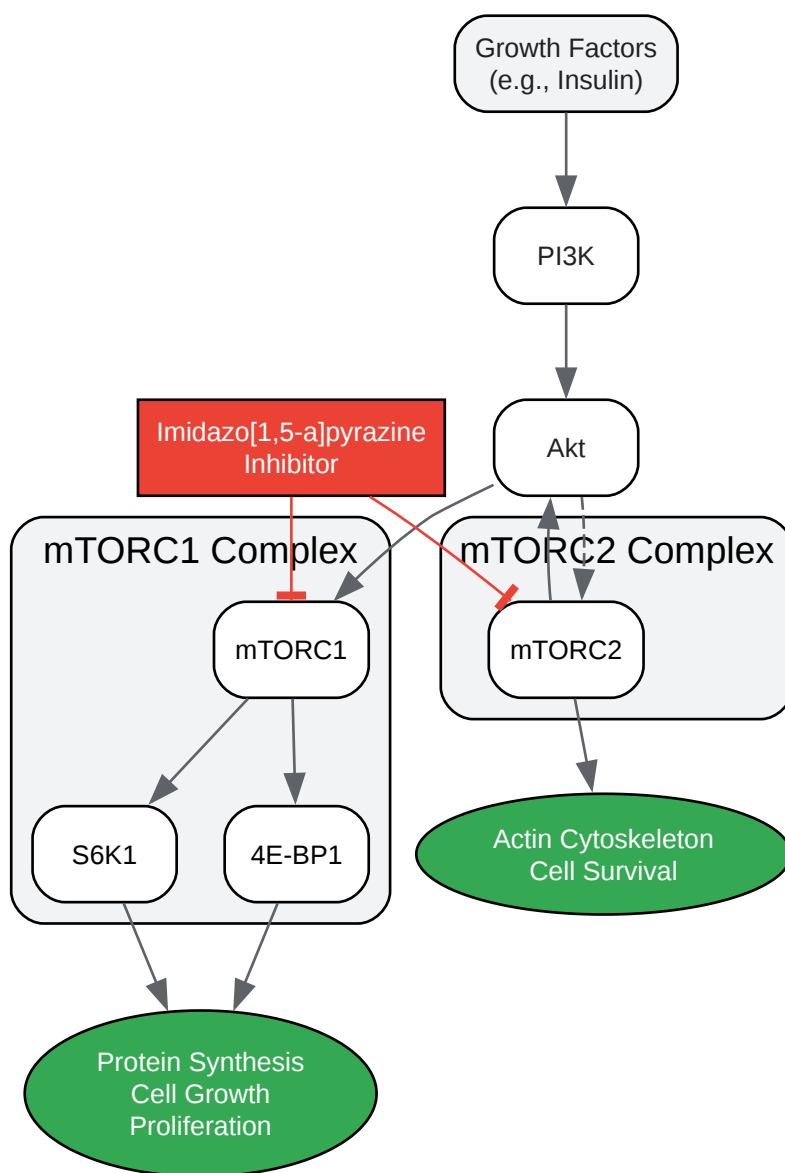 Growth Factors
(e.g., Insulin)
PI3K
Imidazo[1,5-a]pyrazine
Inhibitor
Akt
mTORC1 Complex
mTORC2 Complex
mTORC1
mTORC2
S6K1
4E-BP1
Actin Cytoskeleton
Cell Survival
Protein Synthesis
Cell Growth
Proliferation